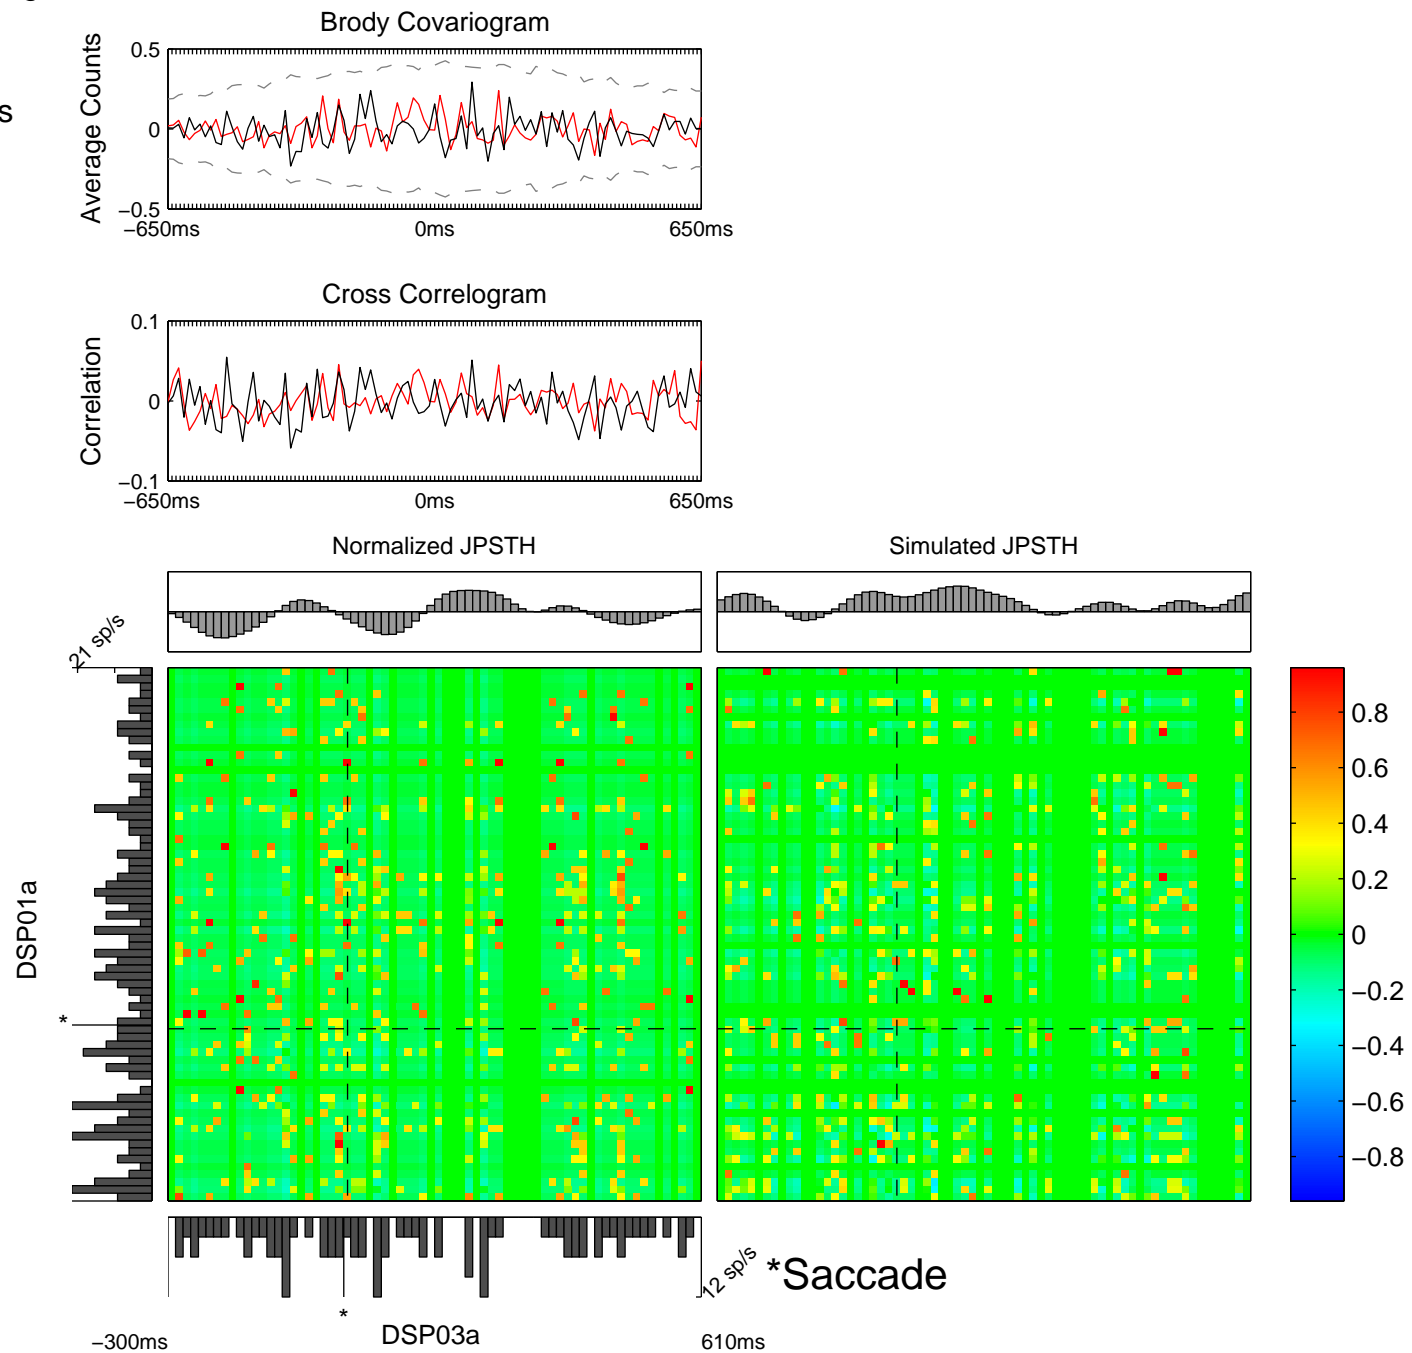 g
Brody Covariogram
s
Average Counts
0.5
0
−0.5
−650ms
0ms
650ms
Cross Correlogram
Correlation
0.1
0
−0.1
−650ms
0ms
650ms
Normalized JPSTH
Simulated JPSTH
21 sp/s
DSP01a
*
0.8
0.6
0.4
0.2
0
−0.2
−0.4
−0.6
−0.8
12 sp/s
*Saccade
*
DSP03a
−300ms
610ms